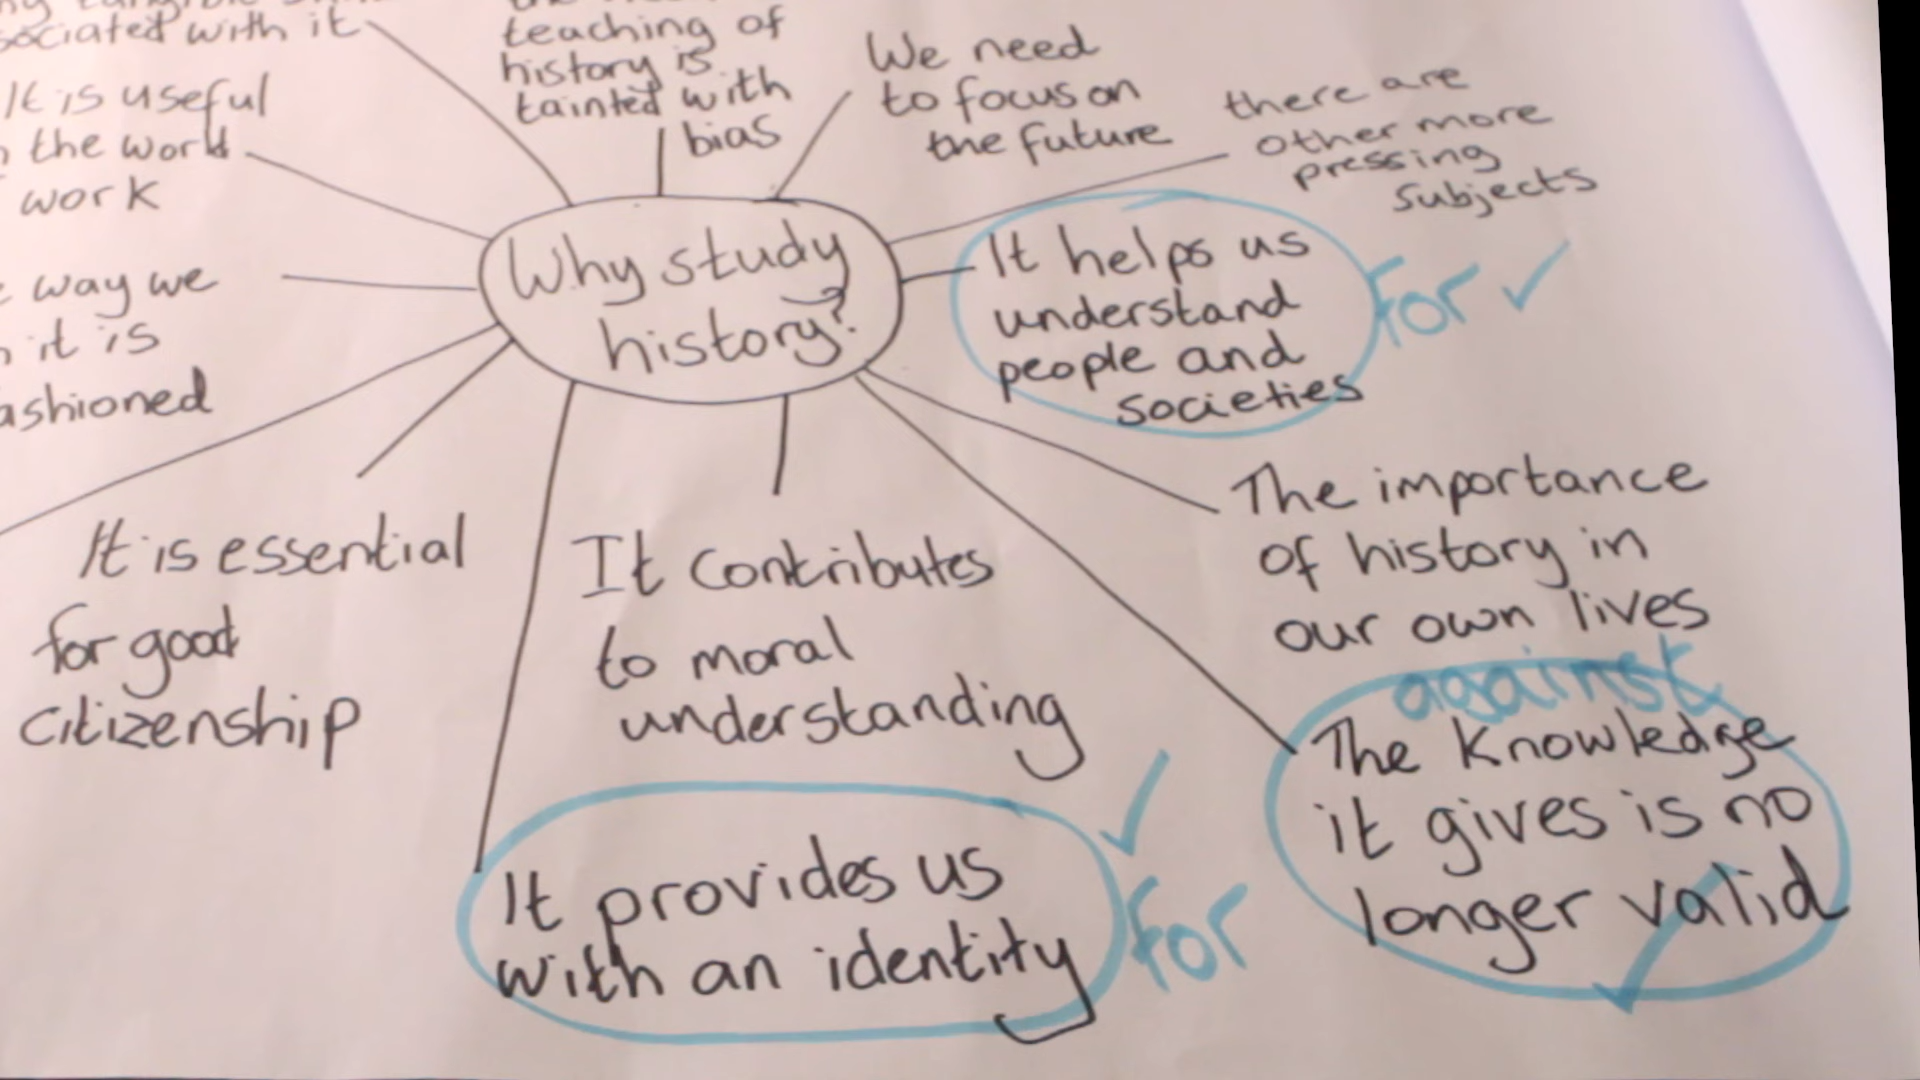 sociated with it
It is useful
the world
work
way we
it is
ashioned
teaching of
history is
tainted with
bias
We need
to focus on
the future
there are
other more
pressing
subjects
Why study
history?
It helps us
understand
people and
societies
For ✓
The importance
of history in
our own lives
against
The Knowledge
it gives is no
longer valid
✓
It is essential
for good
citizenship
It contributes
to moral
understanding
It provides us
with an identity
✓
For